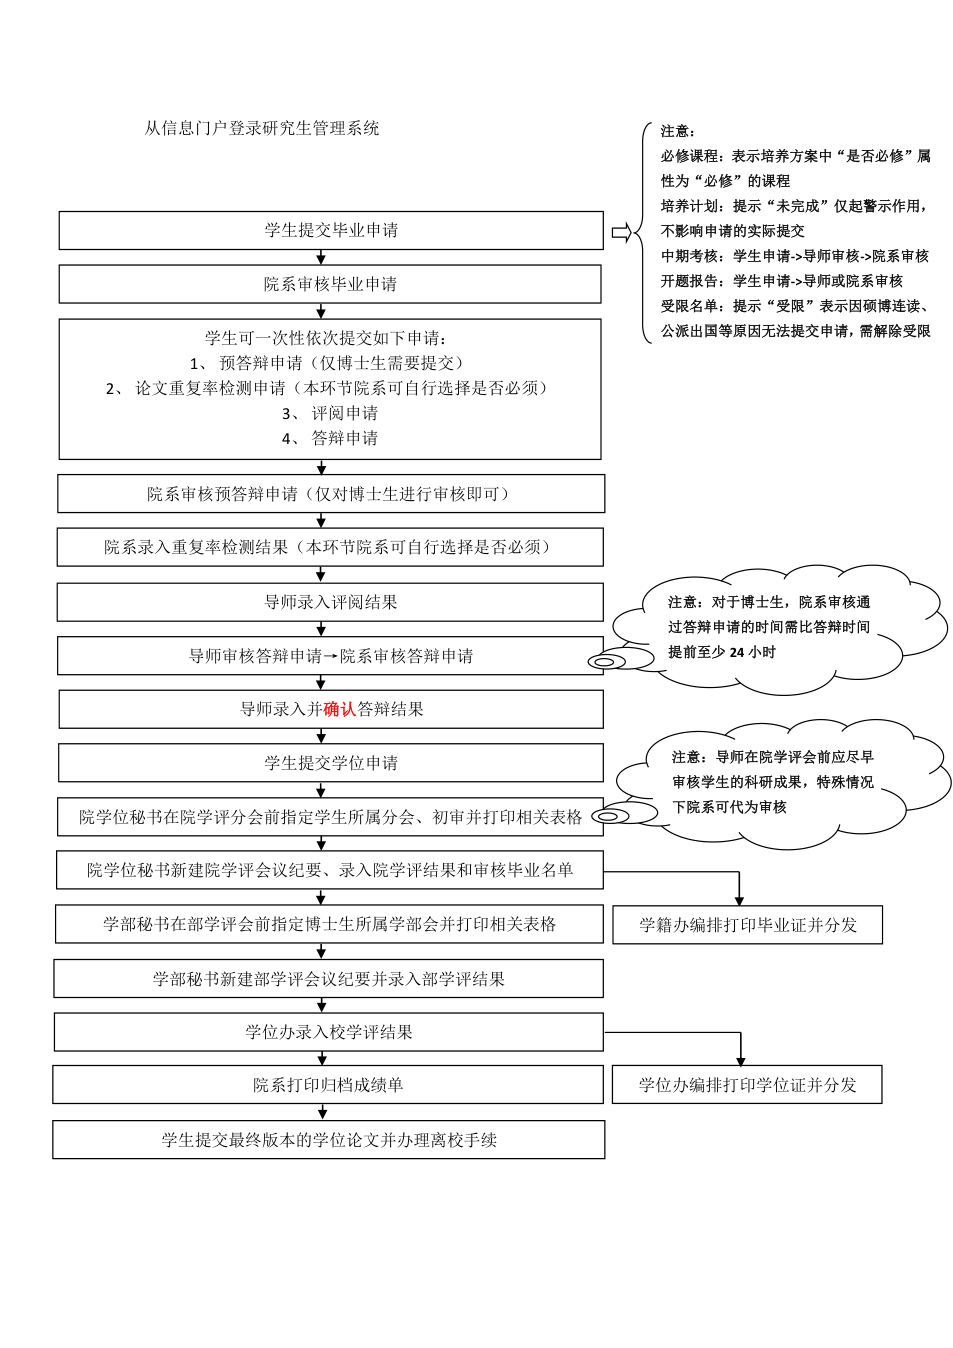 从信息门户登录研究生管理系统
注意：
必修课程：表示培养方案中“是否必修”属
性为“必修”的课程
培养计划：提示“未完成”仅起警示作用，
不影响申请的实际提交
中期考核：学生申请->导师审核->院系审核
开题报告：学生申请->导师或院系审核
受限名单：提示“受限”表示因硕博连读、
公派出国等原因无法提交申请，需解除受限
学生提交毕业申请
院系审核毕业申请
学生可一次性依次提交如下申请：
1、 预答辩申请（仅博士生需要提交）
2、 论文重复率检测申请（本环节院系可自行选择是否必须）
3、 评阅申请
4、 答辩申请
院系审核预答辩申请（仅对博士生进行审核即可）
院系录入重复率检测结果（本环节院系可自行选择是否必须）
导师录入评阅结果
导师审核答辩申请→院系审核答辩申请
注意：对于博士生，院系审核通
过答辩申请的时间需比答辩时间
提前至少 24 小时
导师录入并确认答辩结果
学生提交学位申请
院学位秘书在院学评分会前指定学生所属分会、初审并打印相关表格
注意：导师在院学评会前应尽早
审核学生的科研成果，特殊情况
下院系可代为审核
院学位秘书新建院学评会议纪要、录入院学评结果和审核毕业名单
学籍办编排打印毕业证并分发
学部秘书在部学评会前指定博士生所属学部会并打印相关表格
学部秘书新建部学评会议纪要并录入部学评结果
学位办录入校学评结果
学位办编排打印学位证并分发
院系打印归档成绩单
学生提交最终版本的学位论文并办理离校手续